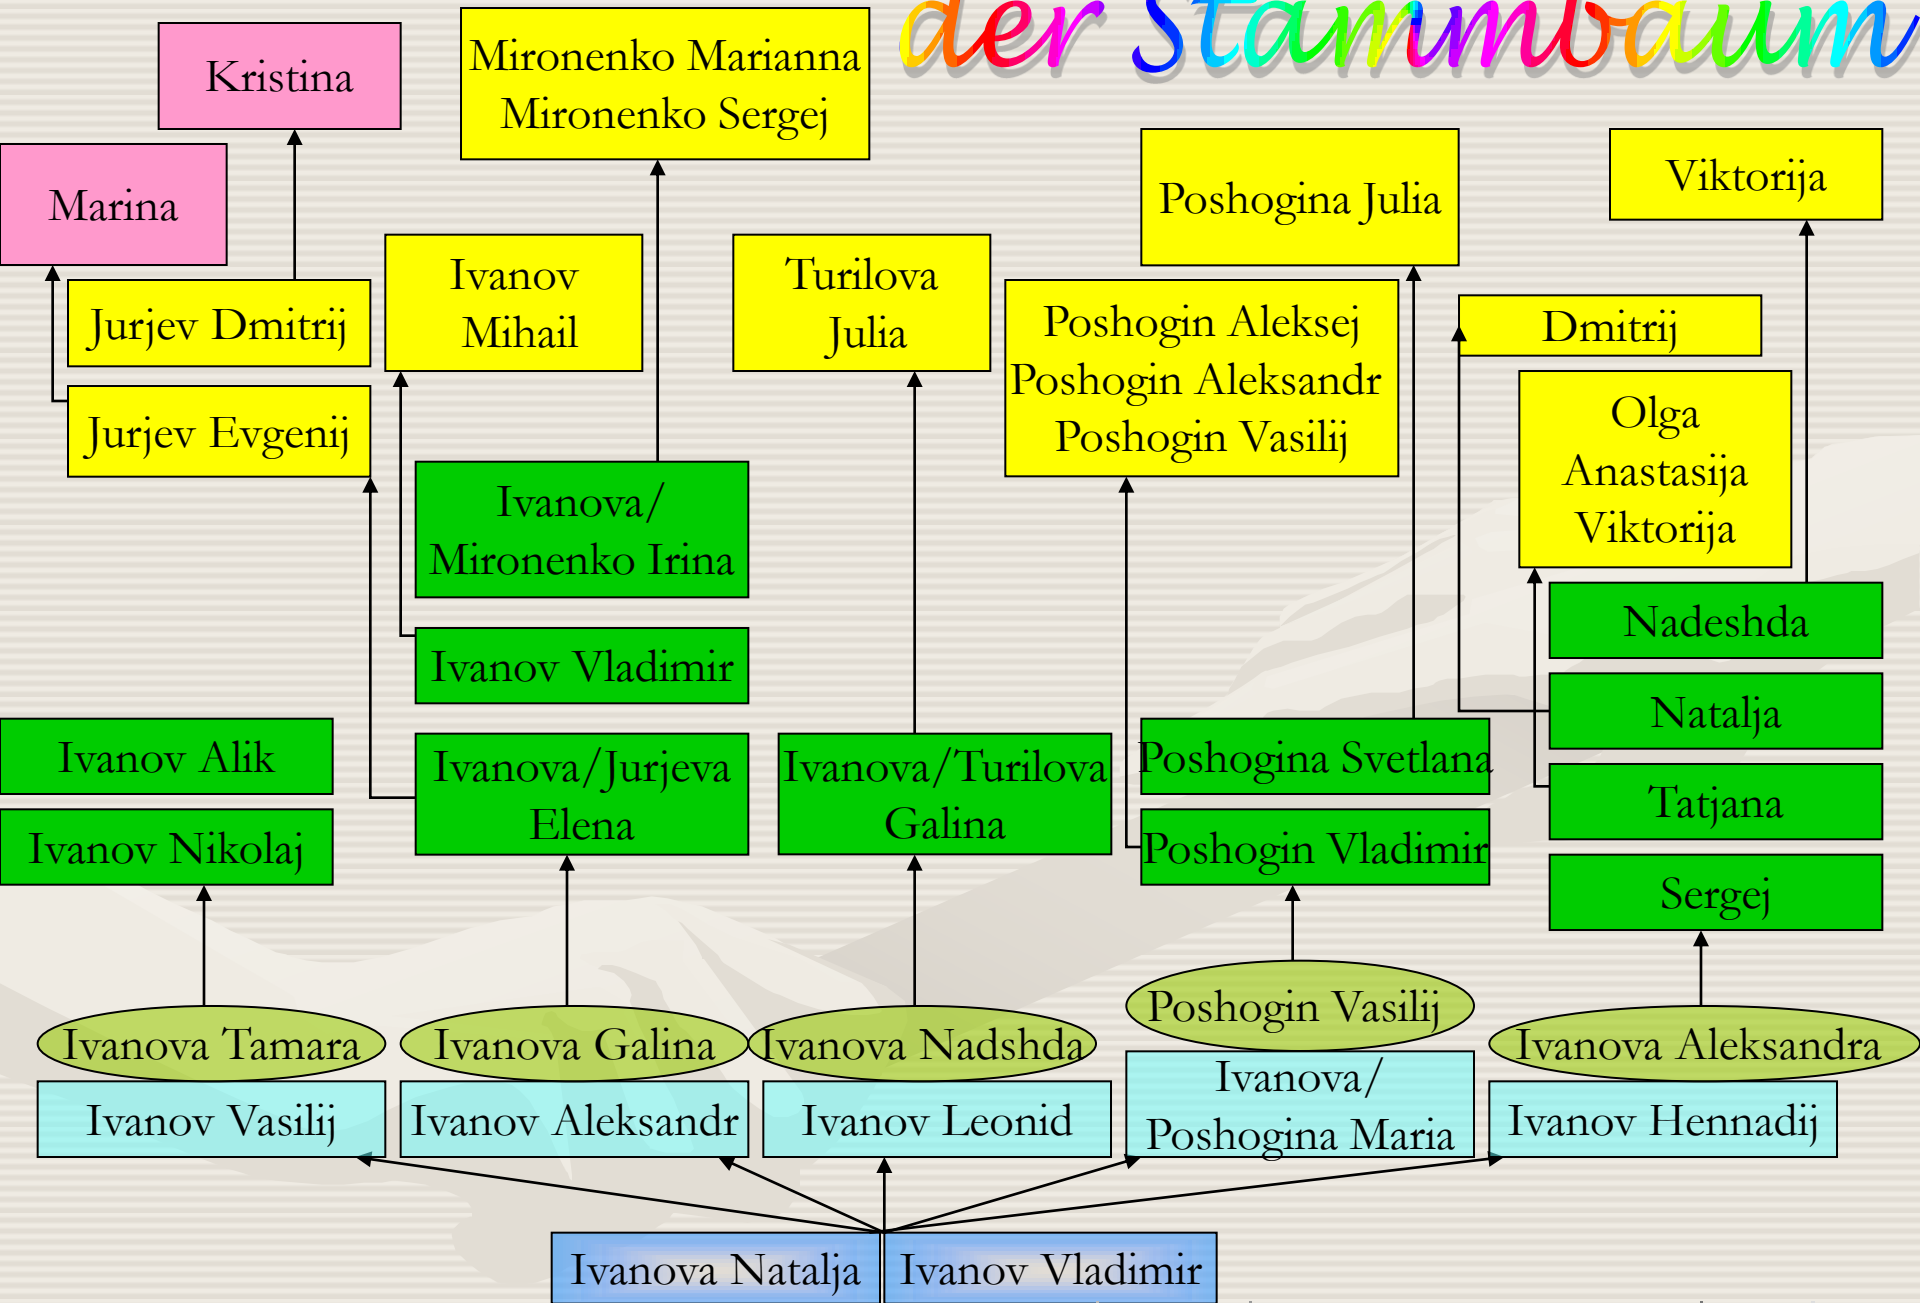 der Stammbaum
Kristina
Mironenko Marianna
Mironenko Sergej
Marina
Poshogina Julia
Viktorija
Jurjev Dmitrij
Ivanov
Mihail
Turilova
Julia
Poshogin Aleksej
Poshogin Aleksandr
Poshogin Vasilij
Dmitrij
Jurjev Evgenij
Olga
Anastasija
Viktorija
Ivanova/
Mironenko Irina
Nadeshda
Ivanov Vladimir
Natalja
Ivanov Alik
Ivanova/Jurjeva
Elena
Ivanova/Turilova
Galina
Poshogina Svetlana
Tatjana
Ivanov Nikolaj
Poshogin Vladimir
Sergej
Ivanova Tamara
Ivanova Galina
Ivanova Nadshda
Poshogin Vasilij
Ivanova Aleksandra
Ivanov Vasilij
Ivanov Aleksandr
Ivanov Leonid
Ivanova/
Poshogina Maria
Ivanov Hennadij
Ivanova Natalja
Ivanov Vladimir